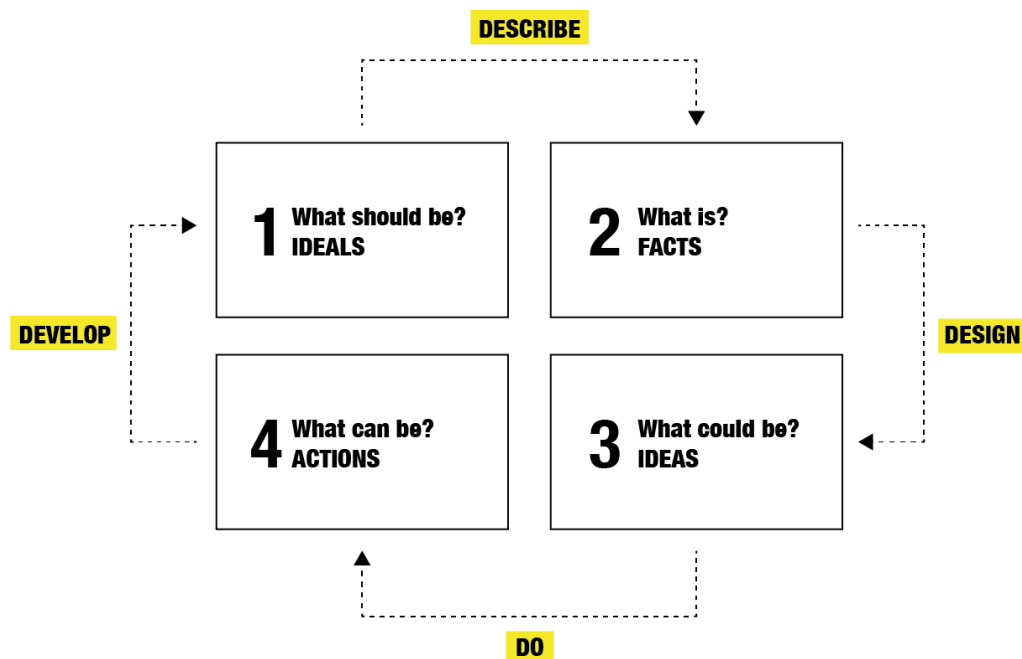 DESCRIBE
1 What should be?
IDEALS
2 What is?
FACTS
DEVELOP
DESIGN
4 What can be?
ACTIONS
3 What could be?
IDEAS
DO